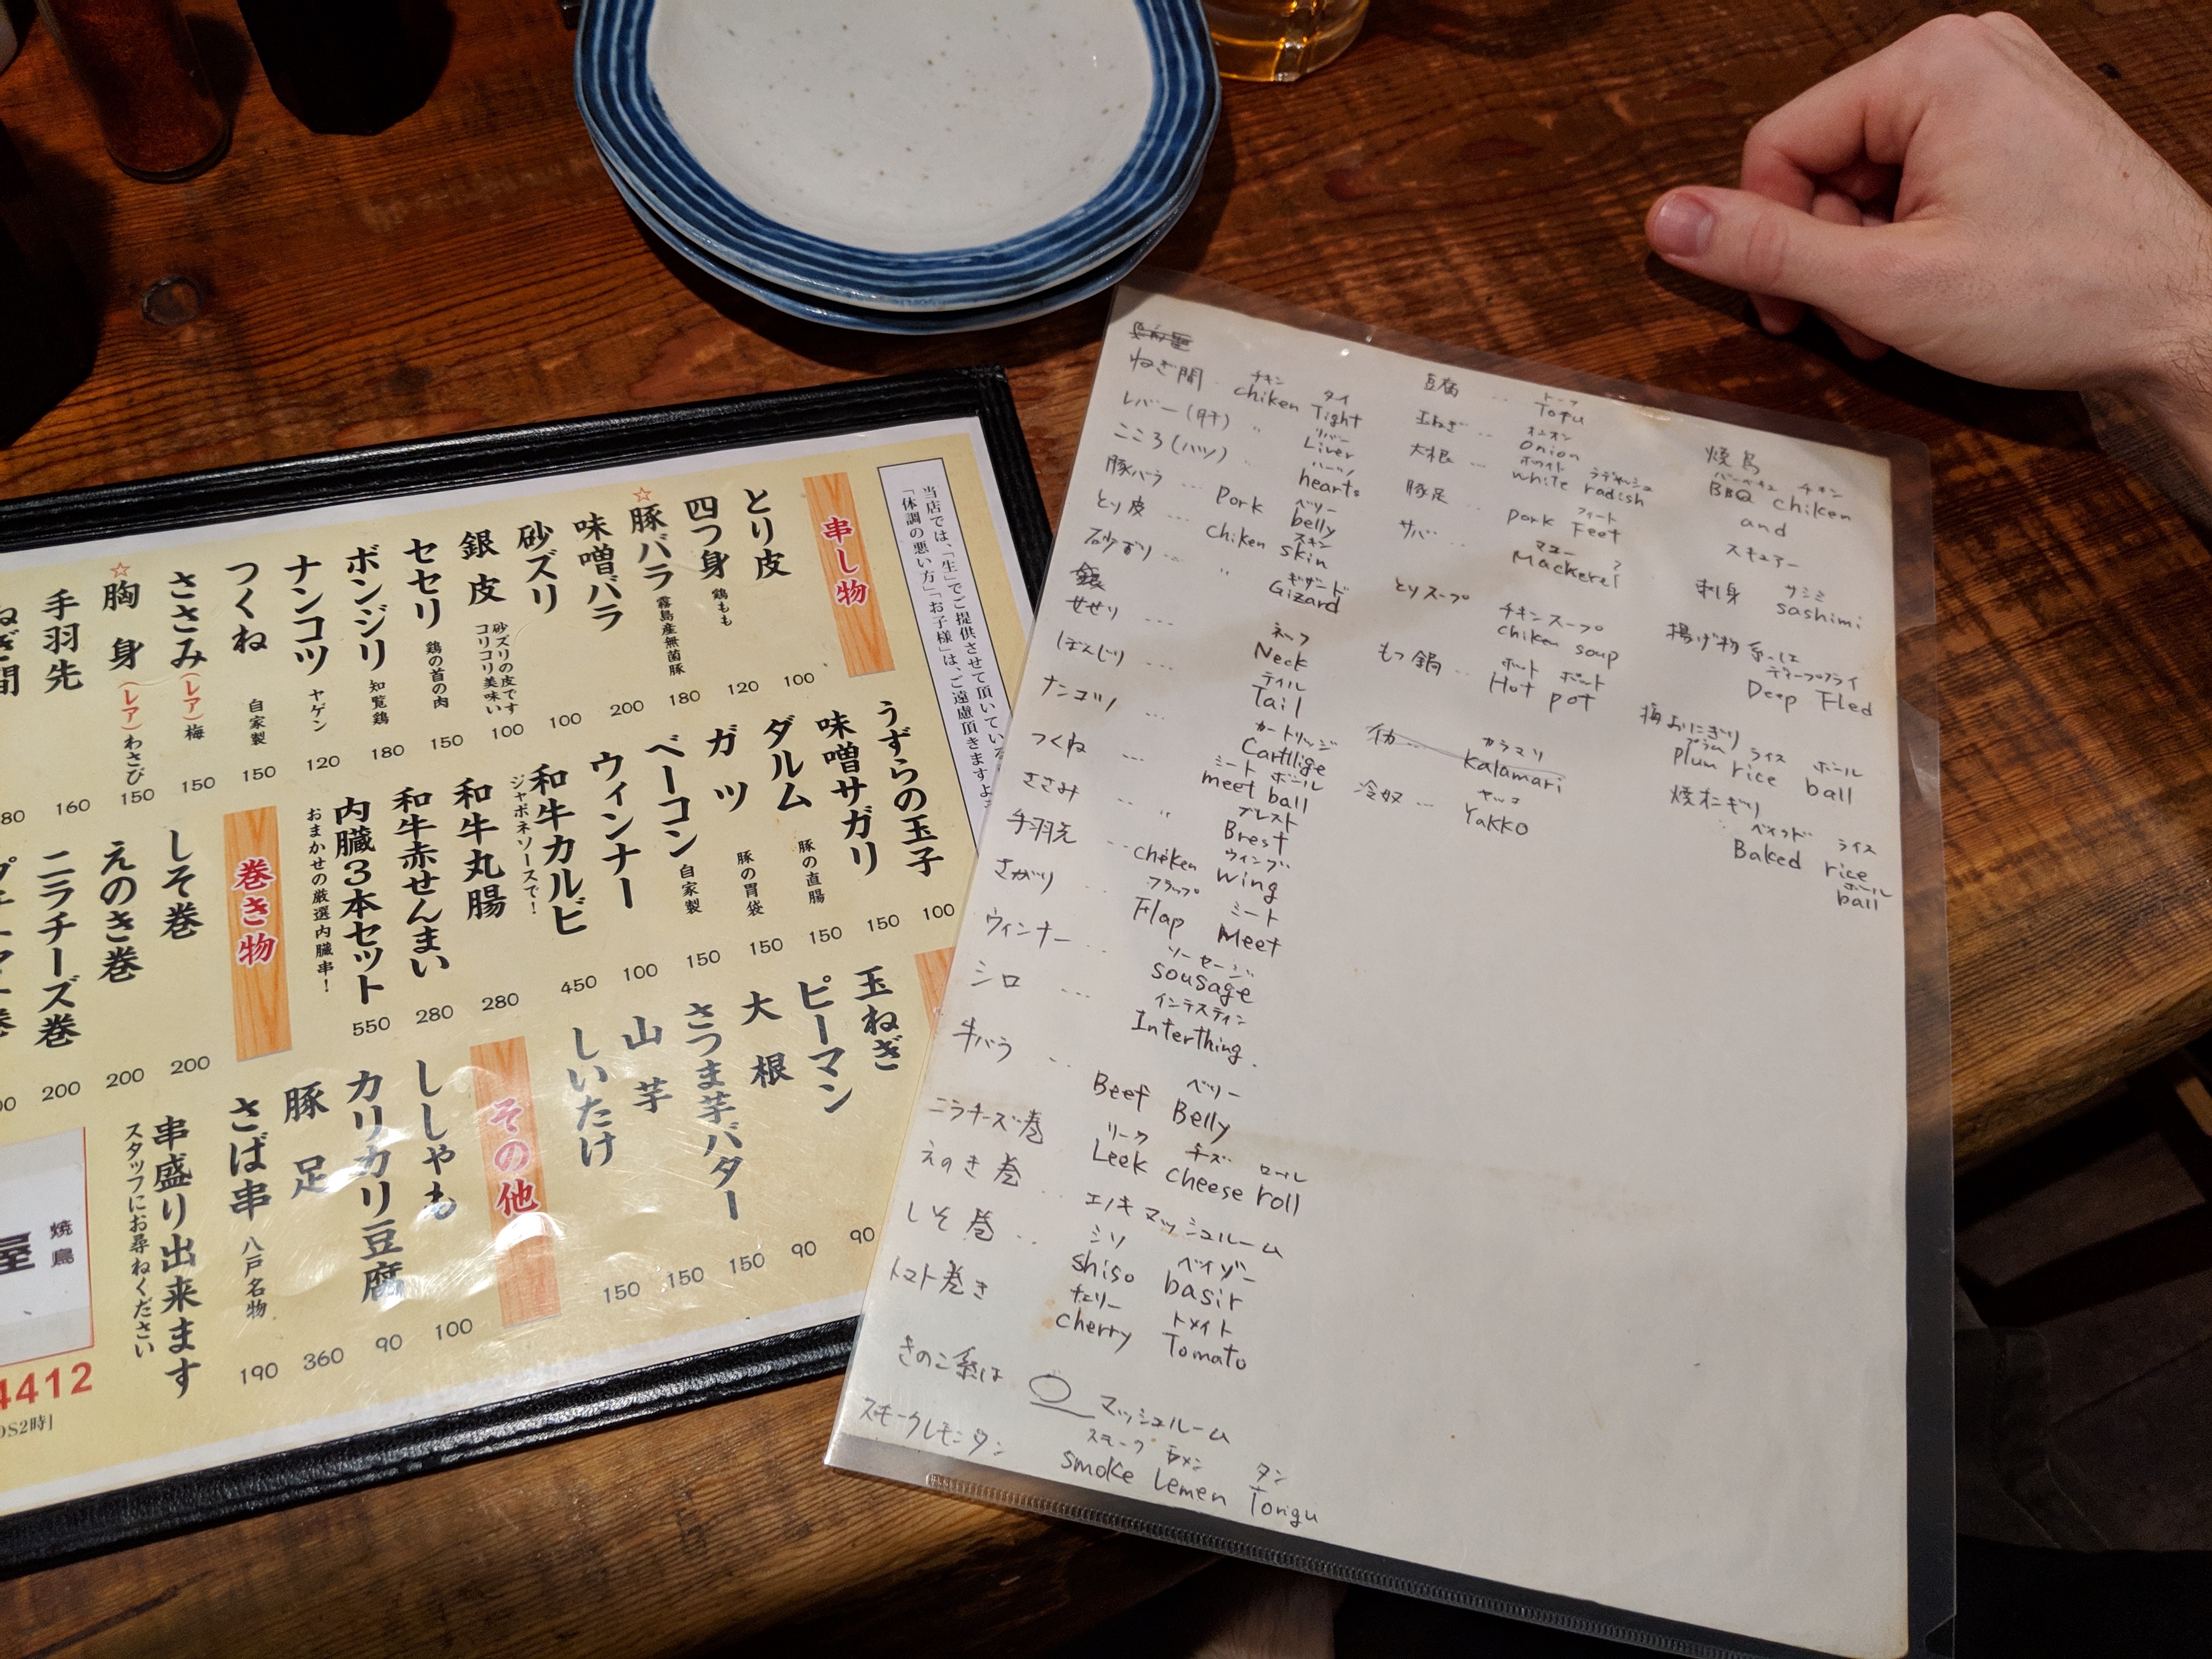 当店では、「生」でご提供させて頂いてい
「体調の悪い方」「お子様」は、ご遠慮頂きますよ
串し物
とり皮 100
四つ身 鶏もも 120
☆豚バラ 霧島産無菌豚 180
味噌バラ 200
砂ズリ 100
銀皮 砂ズリの皮です コリコリ美味い 100
セセリ 鶏の首の肉 150
ボンジリ 知覧鶏 180
ナンコツ ヤゲン 120
つくね 自家製 150
ささみ(レア)梅 150
☆胸身(レア)わさび 150
手羽先 160
ねぎ間 80
うずらの玉子 100
味噌サガリ 150
ダルム 豚の直腸 150
ガツ 豚の胃袋 150
ベーコン 自家製 150
ウィンナー 100
和牛カルビ ジャポネソースで! 450
和牛丸腸 280
和牛赤せんまい 280
内臓3本セット おまかせの厳選内臓串! 550
巻き物
しそ巻 200
えのき巻 200
ニラチーズ巻 200
玉ねぎ 90
ピーマン 90
大根 150
さつま芋バター 150
山芋 150
しいたけ
その他
ししゃも 100
カリカリ豆腐 90
豚足 360
さば串 八戸名物 190
串盛り出来ます
スタッフにお尋ねください
焼鳥
屋
4412
OS2時]
ねぎ間 チキン chiken タイ Tight
レバー(肝) 〃 リバー Liver
こころ(ハツ) 〃 ハーツ hearts
豚バラ … Pork ベリー belly
とり皮 … Chiken スキン skin
砂ずり … 〃 ギザード Gizard
せせり … ネック Neck
ぼんじり … テイル Tail
ナンコツ … カートリッジ Cartlige
つくね … ミート ボール meet ball
ささみ … 〃 ブレスト Brest
手羽先 … cheken ウィング wing
さがり … フラップ Flap ミート Meet
ウィンナー … ソーセージ sousage
シロ … インテスティン Interthing.
牛バラ … Beef ベリー Belly
ニラチーズ巻 リーク Leek チーズ cheese ロール roll
えのき巻 … エノキ マッシュルーム
しそ巻 … シソ shiso ベイゾー basir
トマト巻き チェリー cherry トメイト Tomato
きのこ系は マッシュルーム
スモークレモンタン スモーク smoke レメン Lemen タン Tongu
豆腐 … トーフ Tofu
玉ねぎ … オニオン Onion
大根 … ホワイト white ラディッシュ radish
豚足 … pork フィート Feet
サバ … マコー? Mackerel
とりスープ チキンスープ chiken soup
もつ鍋 … ホット ポット Hot pot
イカ … カラマリ kalamari
冷奴 … ヤッコ Yakko
焼鳥
バーベキュー BBQ チキン chiken
and
スキュアー
刺身 サシミ sashimi
揚げ物系は
ディープフライ Deep Fled
梅おにぎり
プラム plum ライス rice ボール ball
焼オニギリ
ベイクド Baked ライス rice
ボール ball